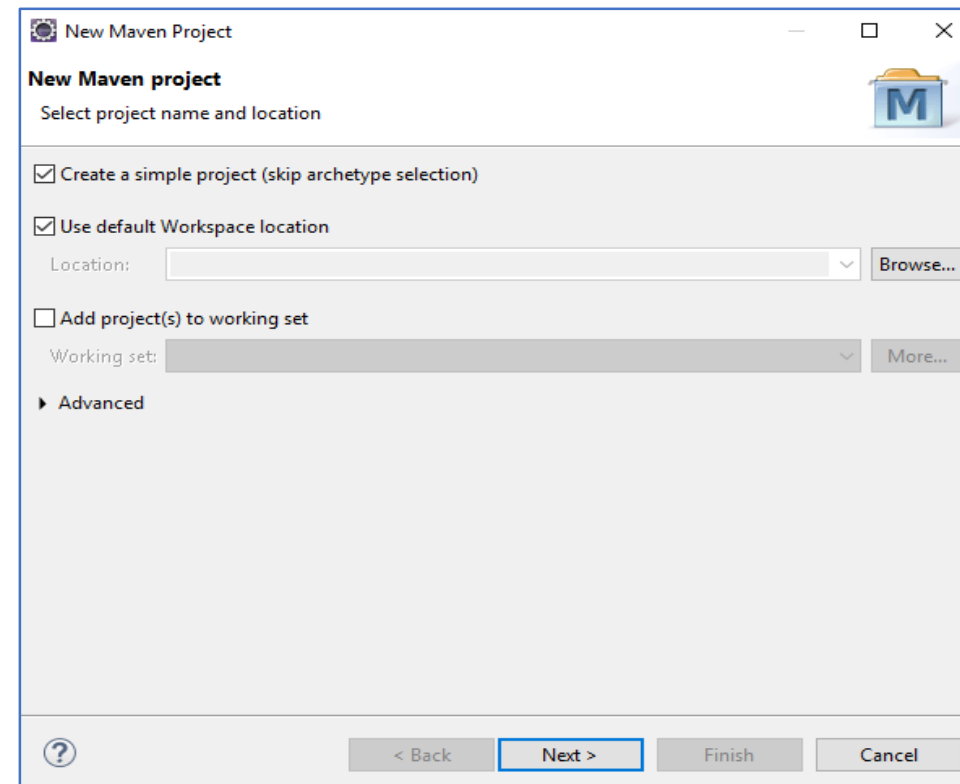 New Maven Project
New Maven project
Select project name and location
M
Create a simple project (skip archetype selection)
Use default Workspace location
Location:
Browse...
Add project(s) to working set
Working set:
More...
Advanced
?
< Back
Next >
Finish
Cancel